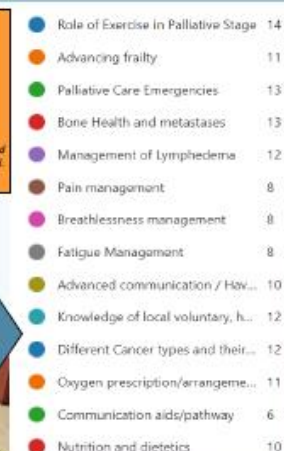 Role of Exercise in Palliative Stage 14
Advancing frailty 11
Palliative Care Emergencies 13
Bone Health and metastases 13
Management of Lymphedema 12
Pain management 8
Breathlessness management 8
Fatigue Management 8
Advanced communication / Hav... 10
Knowledge of local voluntary, h... 12
Different Cancer types and their... 12
Oxygen prescription/arrangeme... 11
Communication aids/pathway 6
Nutrition and dietetics 10